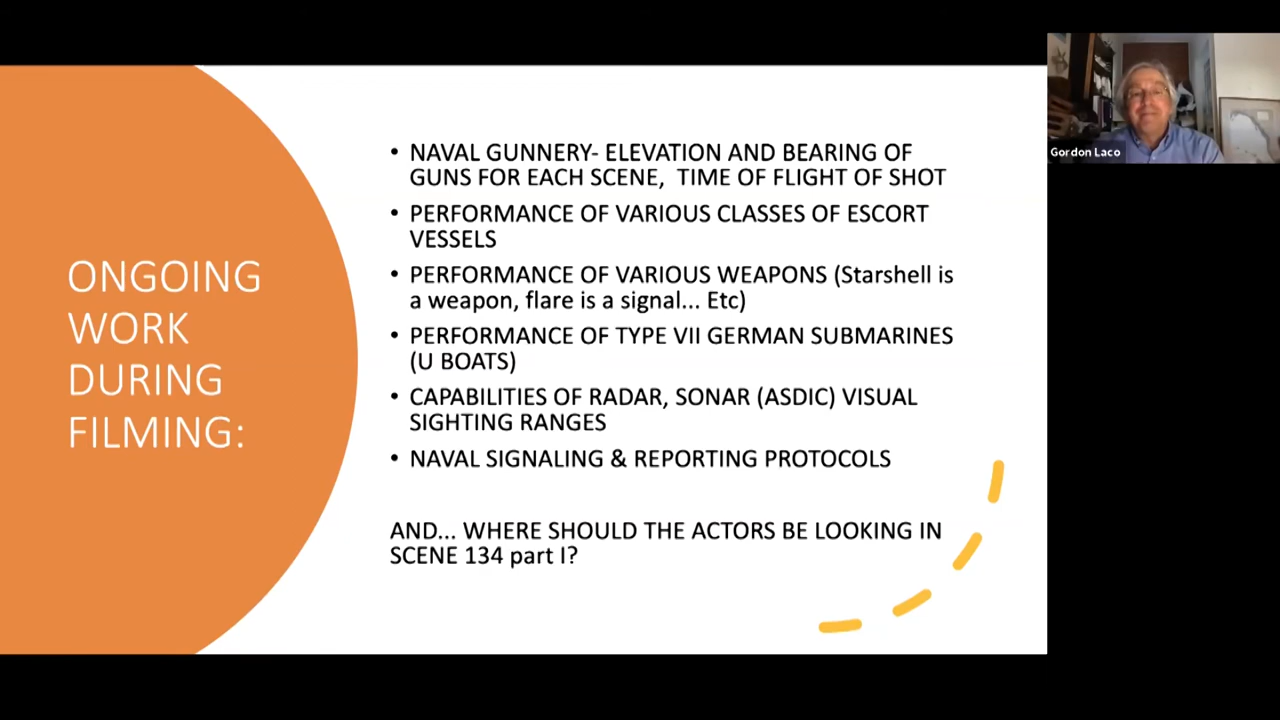 ONGOING
WORK
DURING
FILMING:
• NAVAL GUNNERY- ELEVATION AND BEARING OF
GUNS FOR EACH SCENE, TIME OF FLIGHT OF SHOT
• PERFORMANCE OF VARIOUS CLASSES OF ESCORT
VESSELS
• PERFORMANCE OF VARIOUS WEAPONS (Starshell is
a weapon, flare is a signal... Etc)
• PERFORMANCE OF TYPE VII GERMAN SUBMARINES
(U BOATS)
• CAPABILITIES OF RADAR, SONAR (ASDIC) VISUAL
SIGHTING RANGES
• NAVAL SIGNALING & REPORTING PROTOCOLS
AND... WHERE SHOULD THE ACTORS BE LOOKING IN
SCENE 134 part I?
Gordon Laco